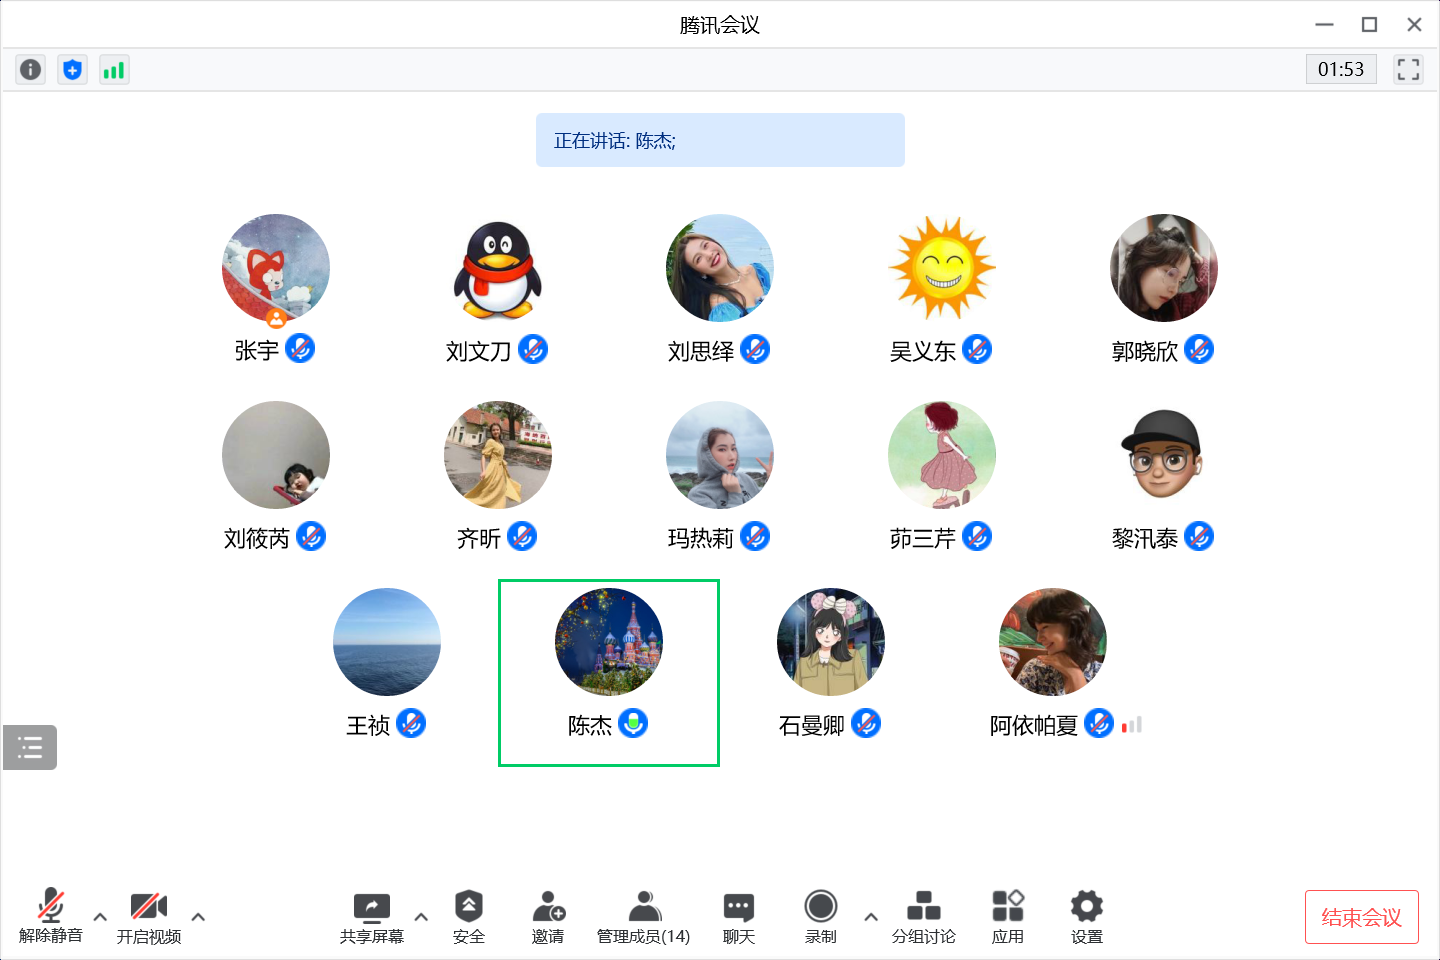 腾讯会议
01:53
正在讲话: 陈杰;
张宇
刘文刀
刘思绎
吴义东
郭晓欣
刘筱芮
齐昕
玛热莉
茆三芹
黎汛泰
王祯
陈杰
石曼卿
阿依帕夏
解除静音
开启视频
共享屏幕
安全
邀请
管理成员(14)
聊天
录制
分组讨论
应用
设置
结束会议